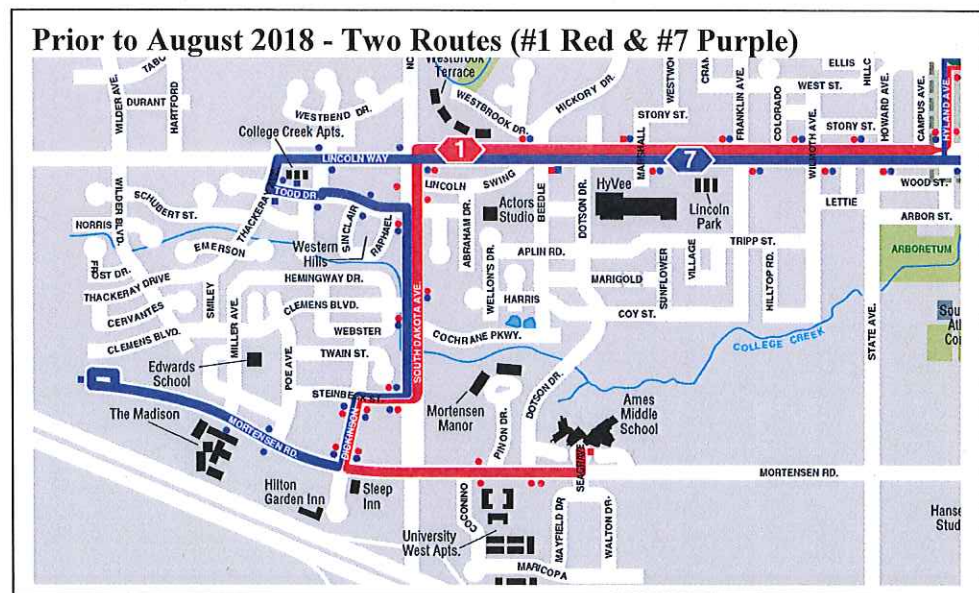 Prior to August 2018 - Two Routes (#1 Red & #7 Purple)
WILDER AVE.
DURANT
HARTFORD
WESTBEND DR.
College Creek Apts.
Westbrook
Terrace
WESTBROOK DR.
HICKORY DR.
STORY ST.
MARSHALL
FRANKLIN AVE.
COLORADO
WEST ST.
ELLIS
STORY ST.
WILMOTH AVE.
HOWARD AVE.
CAMPUS AVE.
HYLAND AVE.
LINCOLN WAY
1
7
TODD DR.
THACKERAY
SCHUBERT ST.
WILDER BLVD.
NORRIS
EMERSON
Western
Hills
SINCLAIR
RAPHAEL
LINCOLN
SWING
ABRAHAM DR.
Actors
Studio
BEEDLE
DOTSON DR.
HyVee
Lincoln
Park
LETTIE
WOOD ST.
ARBOR ST.
ARBORETUM
THACKERAY DRIVE
CERVANTES
CLEMENS BLVD.
SMILEY
MILLER AVE.
HEMINGWAY DR.
CLEMENS BLVD.
WEBSTER
TWAIN ST.
POE AVE.
STEINBECK ST.
Edwards
School
SOUTH DAKOTA AVE.
WELLON'S DR.
APLIN RD.
HARRIS
COCHRANE PKWY.
MARIGOLD
COY ST.
SUNFLOWER
VILLAGE
TRIPP ST.
HILLTOP RD.
COLLEGE CREEK
STATE AVE.
The Madison
MORTENSEN RD.
DICKINSON
Hilton
Garden Inn
Sleep
Inn
Mortensen
Manor
PINON DR.
DOTSON DR.
Ames
Middle
School
SEAGRAVE
MORTENSEN RD.
CONINO
University
West Apts.
MAYFIELD DR
WALTON DR.
MARICOPA